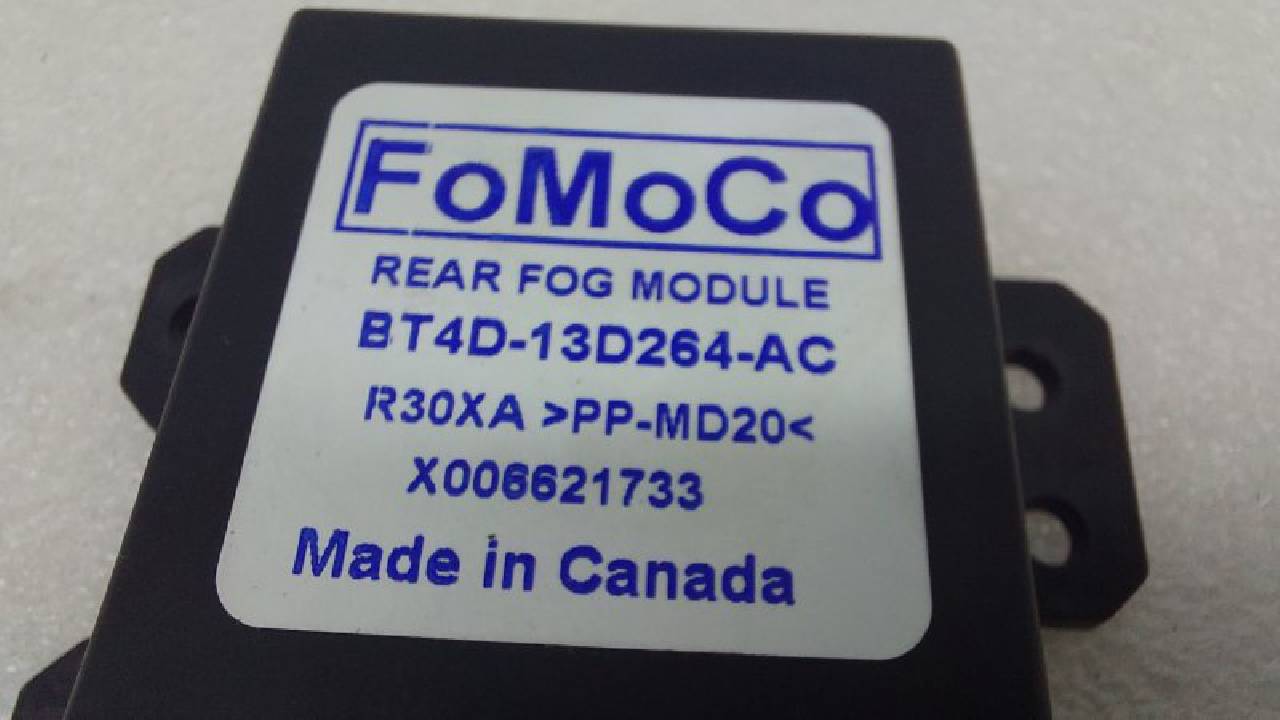 FoMoCo
REAR FOG MODULE
BT4D-13D264-AC
R30XA >PP-MD20<
X006621733
Made in Canada